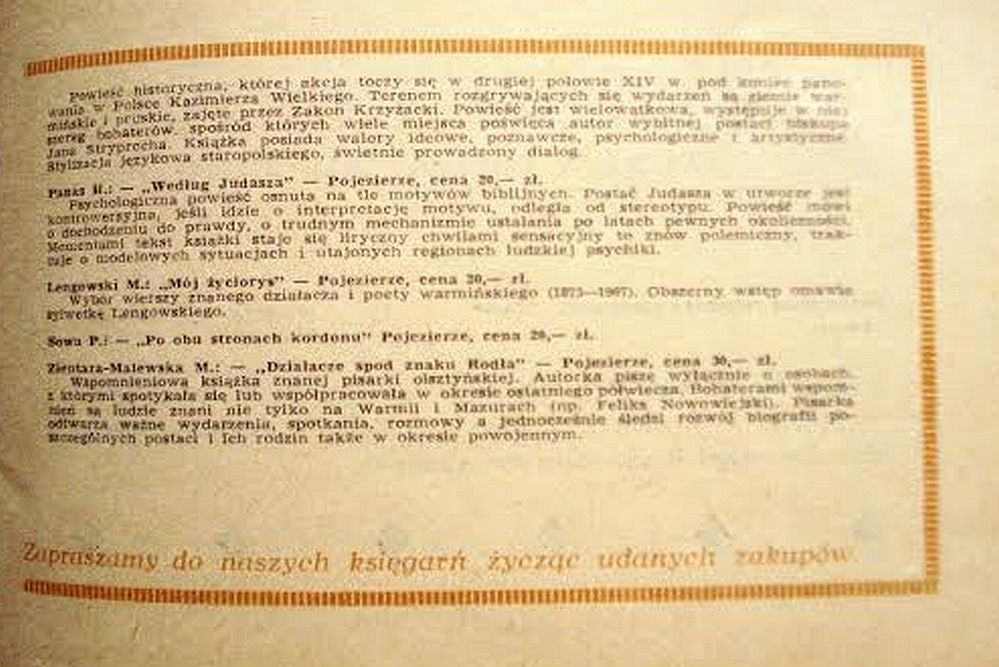 Powieść historyczna, której akcja toczy się w drugiej połowie XIV w. pod koniec pano-
wania w Polsce Kazimierza Wielkiego. Terenem rozgrywających się wydarzeń są ziemie war-
mińskie i pruskie, zajęte przez Zakon Krzyżacki. Powieść jest wielowątkowa, występuje w niej
szereg bohaterów, spośród których wiele miejsca poświęca autor wybitnej postaci biskupa
Jana Stryprocha. Książka posiada walory ideowe, poznawcze, psychologiczne i artystyczne.
Stylizacja językowa staropolskiego, świetnie prowadzony dialog.
Panas H.: — „Według Judasza" — Pojezierze, cena 20,— zł.
Psychologiczna powieść osnuta na tle motywów biblijnych. Postać Judasza w utworze jest
kontrowersyjna, jeśli idzie o interpretację motywu, odległa od stereotypu. Powieść mówi
o dochodzeniu do prawdy, o trudnym mechanizmie ustalania po latach pewnych okoliczności.
Momentami tekst książki staje się liryczny chwilami sensacyjny to znów polemiczny, trak-
tuje o modelowych sytuacjach i utajonych regionach ludzkiej psychiki.
Lengowski M.: „Mój życiorys" — Pojezierze, cena 20,— zł.
Wybór wierszy znanego działacza i poety warmińskiego (1873—1967). Obszerny wstęp omawia
sylwetkę Lengowskiego.
Sowa P.: — „Po obu stronach kordonu" Pojezierze, cena 20,— zł.
Zientara-Malewska M.: — „Działacze spod znaku Rodła" — Pojezierze, cena 30,— zł.
Wspomnieniowa książka znanej pisarki olsztyńskiej. Autorka pisze wyłącznie o osobach,
z którymi spotykała się lub współpracowała w okresie ostatniego półwiecza. Bohaterami wspom-
nień są ludzie znani nie tylko na Warmii i Mazurach (np. Feliks Nowowiejski). Pisarka
odtwarza ważne wydarzenia, spotkania, rozmowy a jednocześnie śledzi rozwój biografii po-
szczególnych postaci i ich rodzin także w okresie powojennym.
Zapraszamy do naszych księgarń życząc udanych zakupów